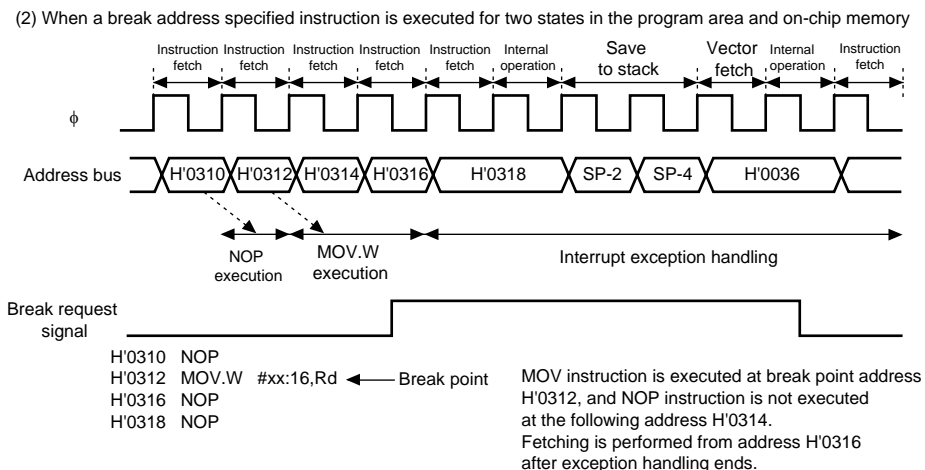 (2) When a break address specified instruction is executed for two states in the program area and on-chip memory
Instruction fetch
Instruction fetch
Instruction fetch
Instruction fetch
Instruction fetch
Internal operation
Save to stack
Vector fetch
Internal operation
Instruction fetch
ϕ
Address bus
H'0310
H'0312
H'0314
H'0316
H'0318
SP-2
SP-4
H'0036
NOP execution
MOV.W execution
Interrupt exception handling
Break request signal
H'0310 NOP
H'0312 MOV.W #xx:16,Rd
Break point
H'0316 NOP
H'0318 NOP
MOV instruction is executed at break point address
H'0312, and NOP instruction is not executed
at the following address H'0314.
Fetching is performed from address H'0316
after exception handling ends.